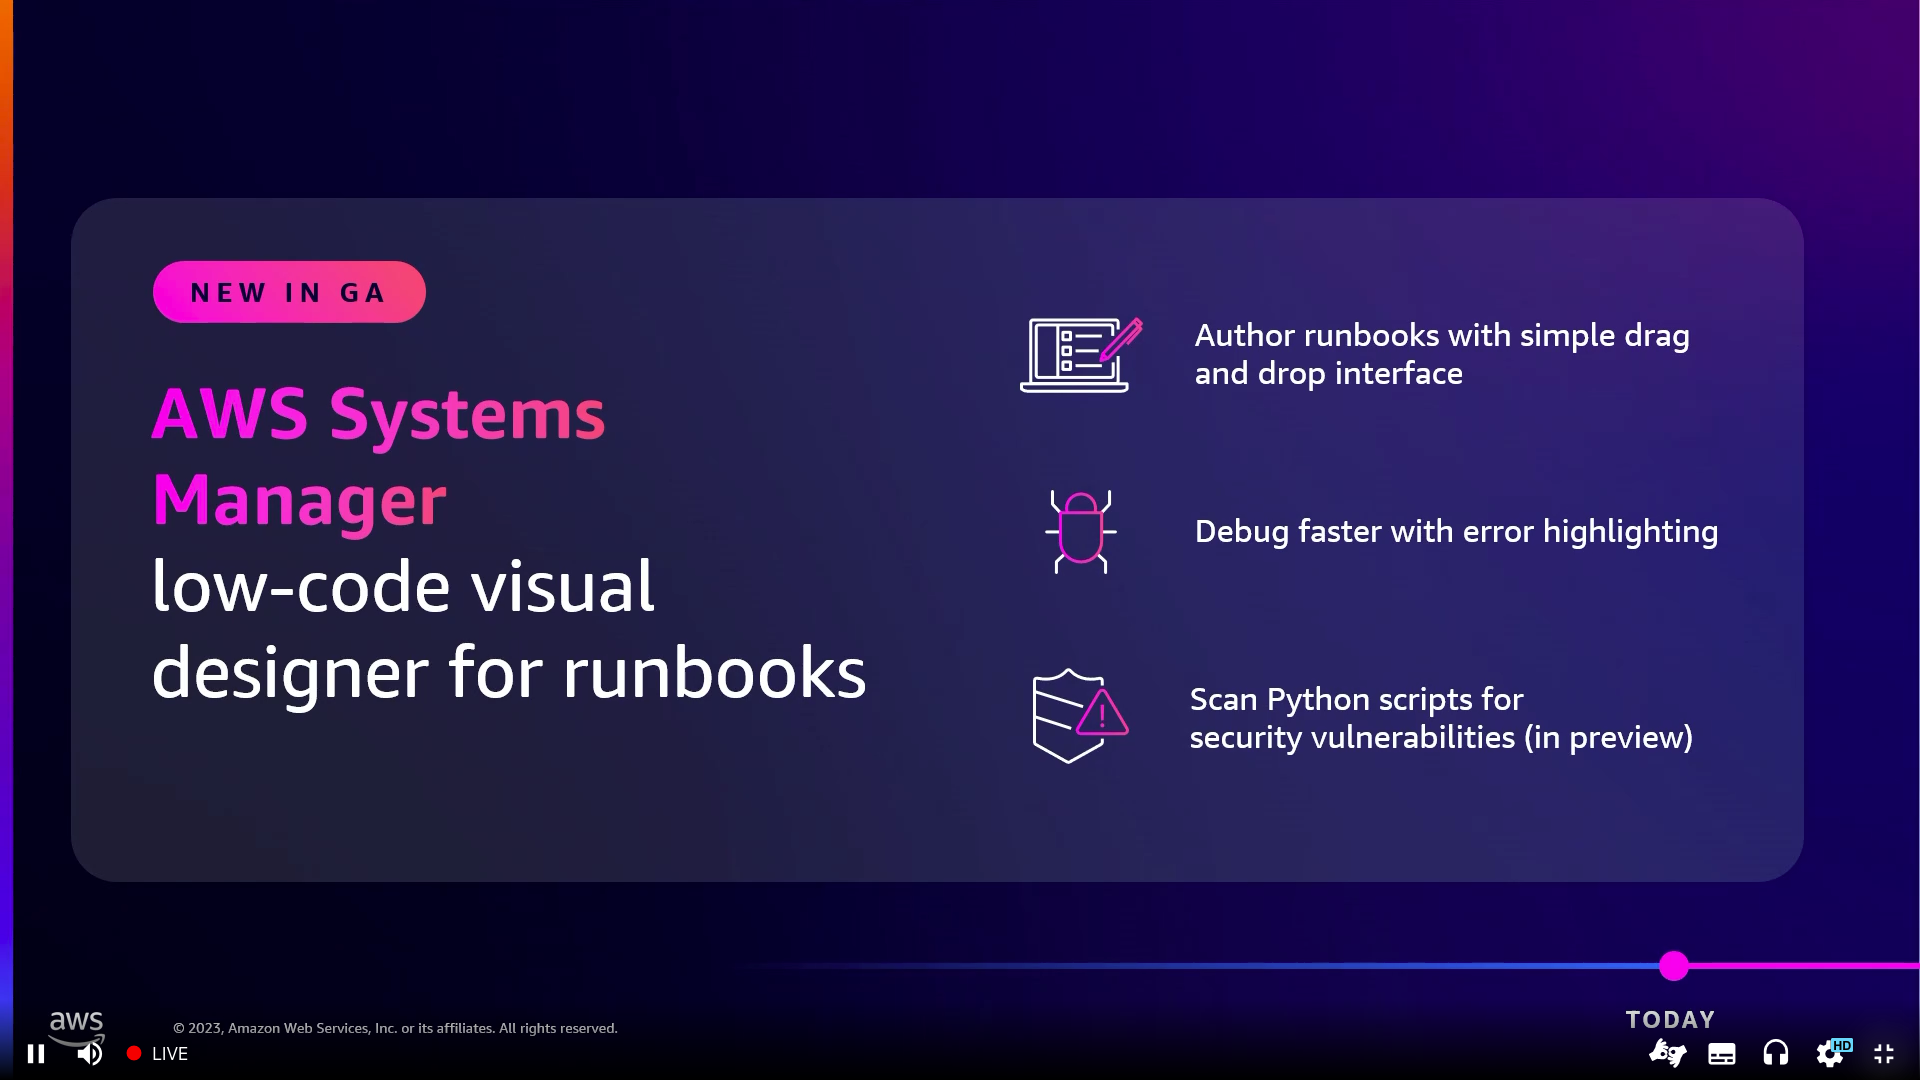 NEW IN GA
AWS Systems
Manager
low-code visual
designer for runbooks
Author runbooks with simple drag
and drop interface
Debug faster with error highlighting
Scan Python scripts for
security vulnerabilities (in preview)
TODAY
aws
© 2023, Amazon Web Services, Inc. or its affiliates. All rights reserved.
LIVE
HD